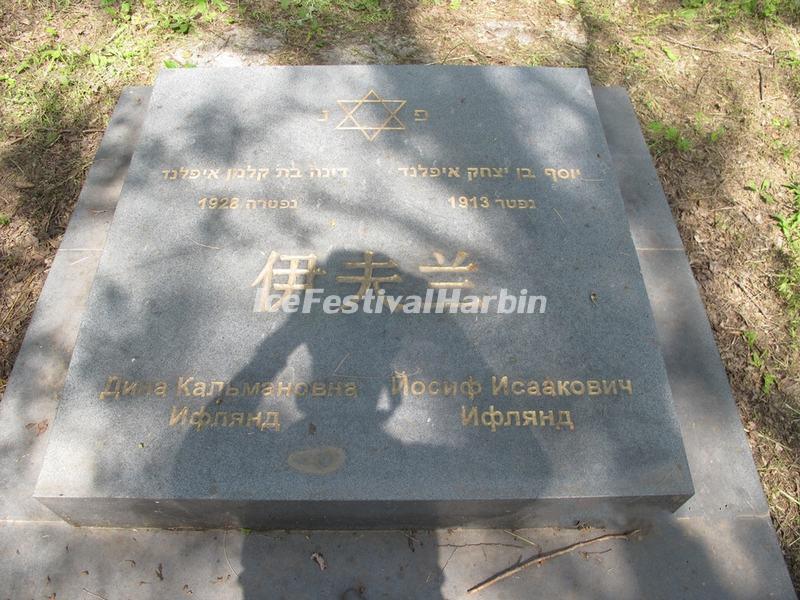 פ נ
יוסף בן יצחק איפלנד דינה בת קלמן איפלנד
נפטר 1913 נפטרה 1928
伊夫兰
IceFestivalHarbin
Дина Кальмановна Йосиф Исаакович
Ифлянд Ифлянд